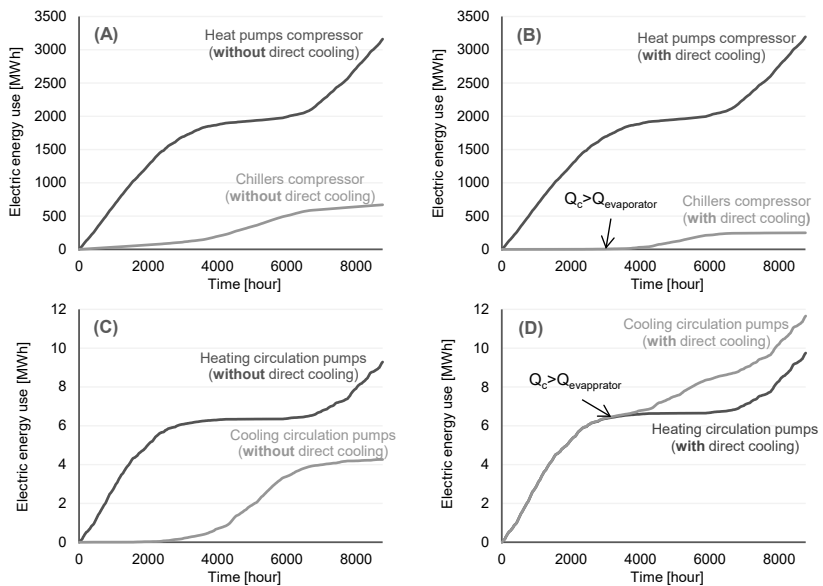 (A)
Heat pumps compressor
(without direct cooling)
Chillers compressor
(without direct cooling)
Electric energy use [MWh]
3500
3000
2500
2000
1500
1000
500
0
0 2000 4000 6000 8000
Time [hour]
(B)
Heat pumps compressor
(with direct cooling)
Qc>Qevaporator
Chillers compressor
(with direct cooling)
Electric energy use [MWh]
3500
3000
2500
2000
1500
1000
500
0
0 2000 4000 6000 8000
Time [hour]
(C)
Heating circulation pumps
(without direct cooling)
Cooling circulation pumps
(without direct cooling)
Electric energy use [MWh]
12
10
8
6
4
2
0
0 2000 4000 6000 8000
Time [hour]
(D)
Cooling circulation pumps
(with direct cooling)
Qc>Qevapprator
Heating circulation pumps
(with direct cooling)
Electric energy use [MWh]
12
10
8
6
4
2
0
0 2000 4000 6000 8000
Time [hour]